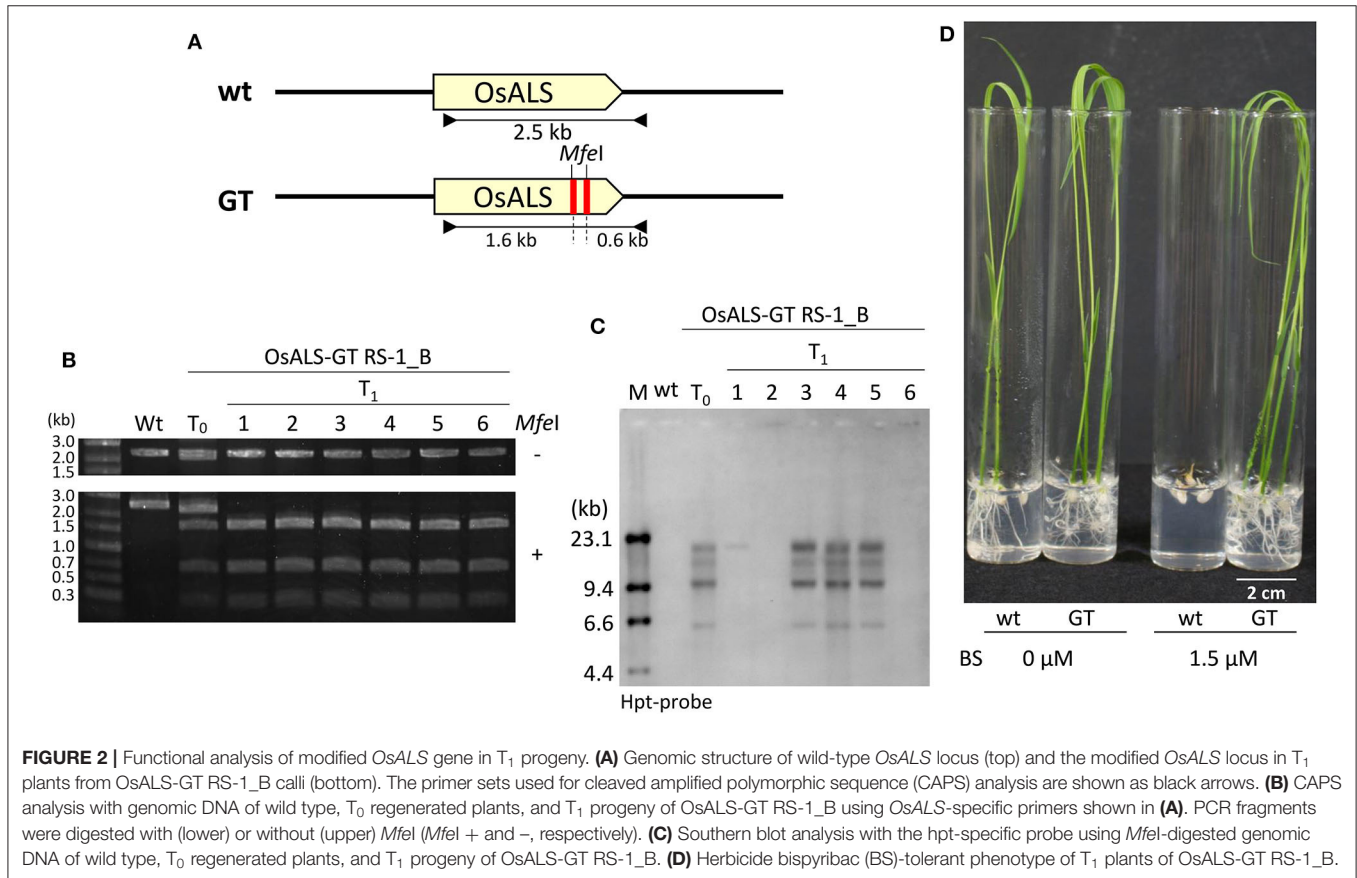 A
wt
OsALS
2.5 kb
MfeI
GT
OsALS
1.6 kb
0.6 kb
B
OsALS-GT RS-1_B
T1
(kb)
Wt
T0
1
2
3
4
5
6
MfeI
3.0
2.0
1.5
-
3.0
2.0
1.5
1.0
0.7
0.5
0.3
+
C
OsALS-GT RS-1_B
T1
M
wt
T0
1
2
3
4
5
6
(kb)
23.1
9.4
6.6
4.4
Hpt-probe
D
2 cm
wt
GT
wt
GT
BS
0 µM
1.5 µM
FIGURE 2 | Functional analysis of modified OsALS gene in T1 progeny. (A) Genomic structure of wild-type OsALS locus (top) and the modified OsALS locus in T1
plants from OsALS-GT RS-1_B calli (bottom). The primer sets used for cleaved amplified polymorphic sequence (CAPS) analysis are shown as black arrows. (B) CAPS
analysis with genomic DNA of wild type, T0 regenerated plants, and T1 progeny of OsALS-GT RS-1_B using OsALS-specific primers shown in (A). PCR fragments
were digested with (lower) or without (upper) MfeI (MfeI + and –, respectively). (C) Southern blot analysis with the hpt-specific probe using MfeI-digested genomic
DNA of wild type, T0 regenerated plants, and T1 progeny of OsALS-GT RS-1_B. (D) Herbicide bispyribac (BS)-tolerant phenotype of T1 plants of OsALS-GT RS-1_B.